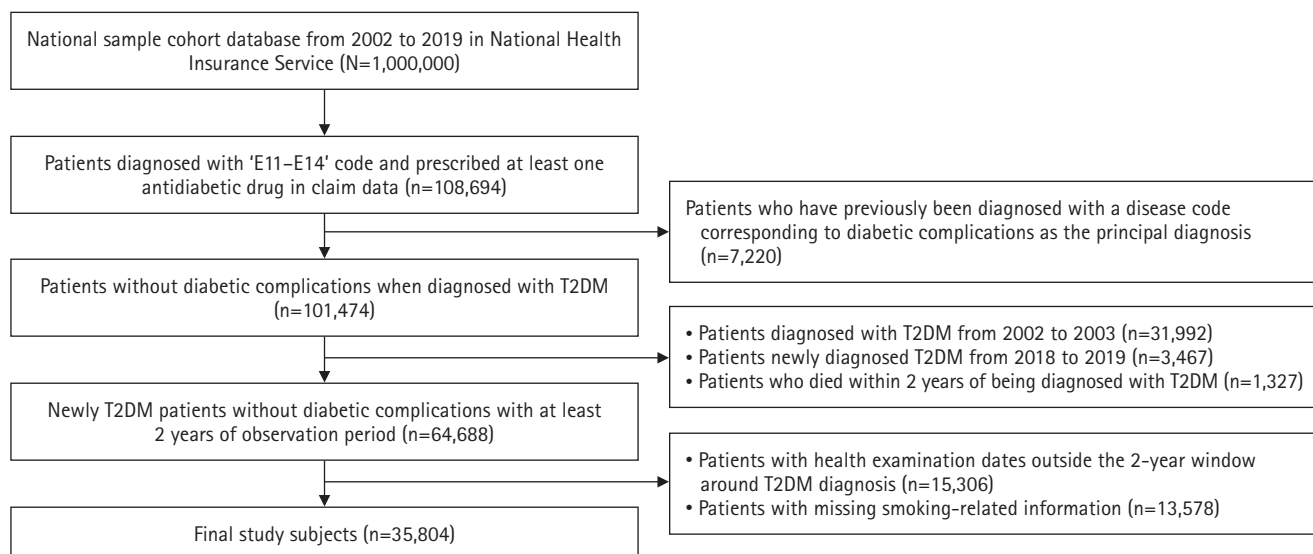 National sample cohort database from 2002 to 2019 in National Health
Insurance Service (N=1,000,000)
Patients diagnosed with ‘E11–E14’ code and prescribed at least one
antidiabetic drug in claim data (n=108,694)
Patients who have previously been diagnosed with a disease code
corresponding to diabetic complications as the principal diagnosis
(n=7,220)
Patients without diabetic complications when diagnosed with T2DM
(n=101,474)
• Patients diagnosed with T2DM from 2002 to 2003 (n=31,992)
• Patients newly diagnosed T2DM from 2018 to 2019 (n=3,467)
• Patients who died within 2 years of being diagnosed with T2DM (n=1,327)
Newly T2DM patients without diabetic complications with at least
2 years of observation period (n=64,688)
• Patients with health examination dates outside the 2-year window
around T2DM diagnosis (n=15,306)
• Patients with missing smoking-related information (n=13,578)
Final study subjects (n=35,804)